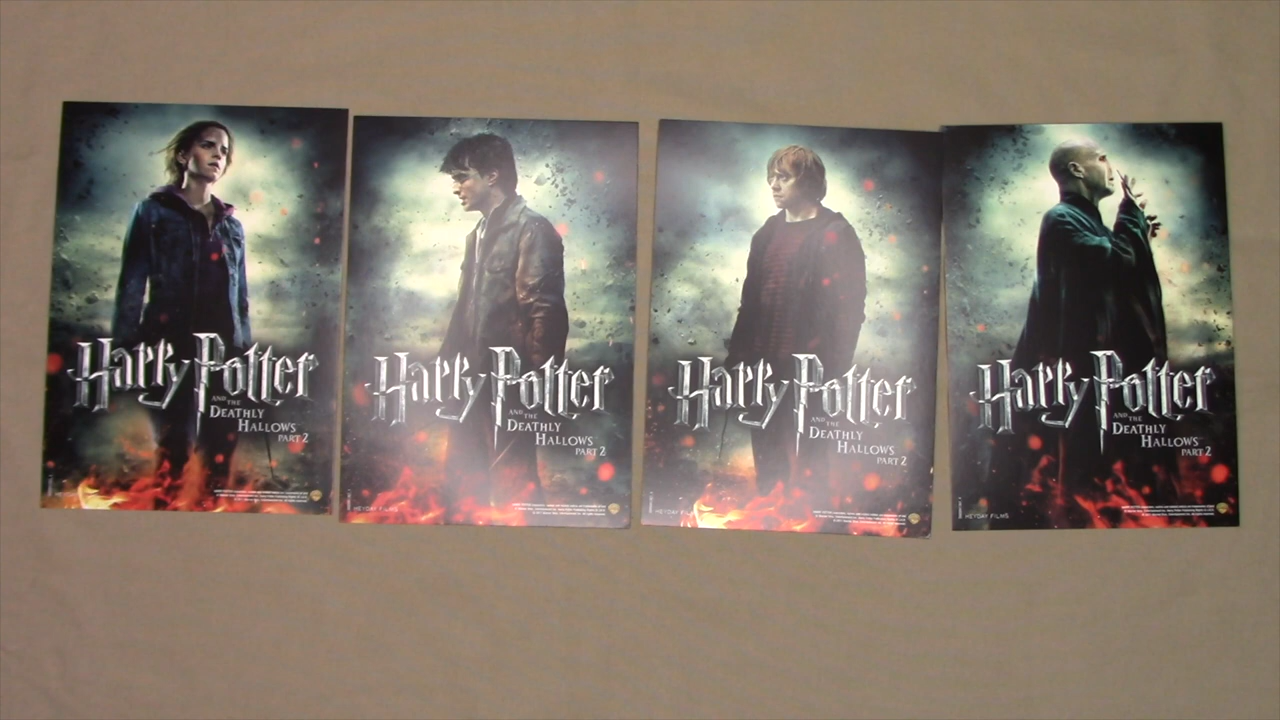 Harry Potter
AND THE
DEATHLY
HALLOWS
PART 2
Harry Potter
AND THE
DEATHLY
HALLOWS
PART 2
HEYDAY FILMS
Harry Potter
AND THE
DEATHLY
HALLOWS
PART 2
HEYDAY FILMS
Harry Potter
AND THE
DEATHLY
HALLOWS
PART 2
HEYDAY FILMS